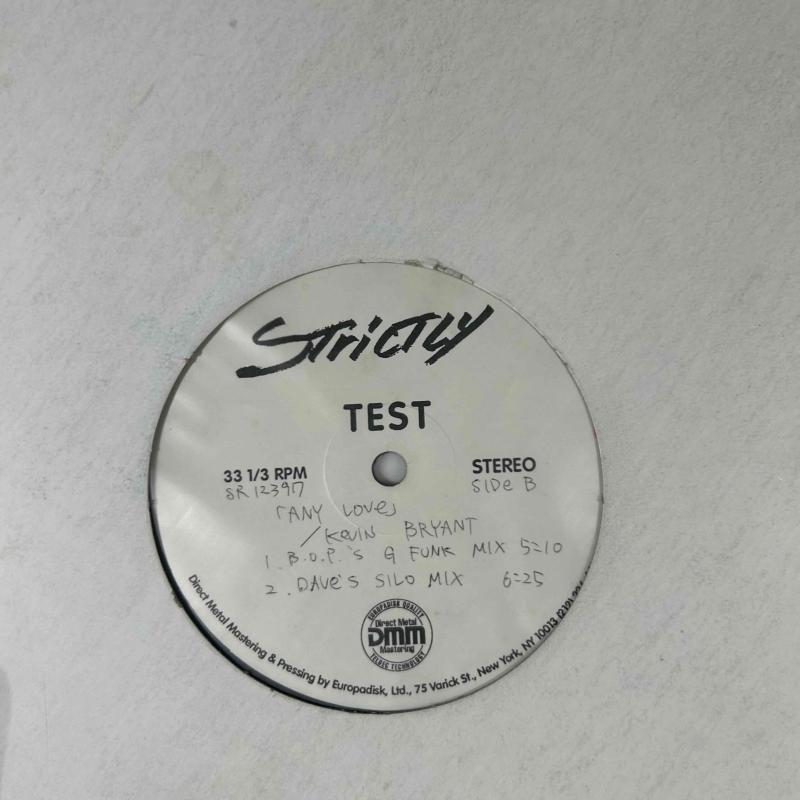 Strictly
TEST
33 1/3 RPM
STEREO
SR12397
SIDe B
「ANY LOVE」
/KEVIN BRYANT
1. B.O.P.'S G FUNK MIX 5=10
2. DAVE'S SILO MIX 6=25
EUROPADISK QUALITY
Direct Metal
DMM
Mastering
TELDEC TECHNOLOGY
Direct Metal Mastering & Pressing by Europadisk, Ltd., 75 Varick St., New York, NY 10013 (212)